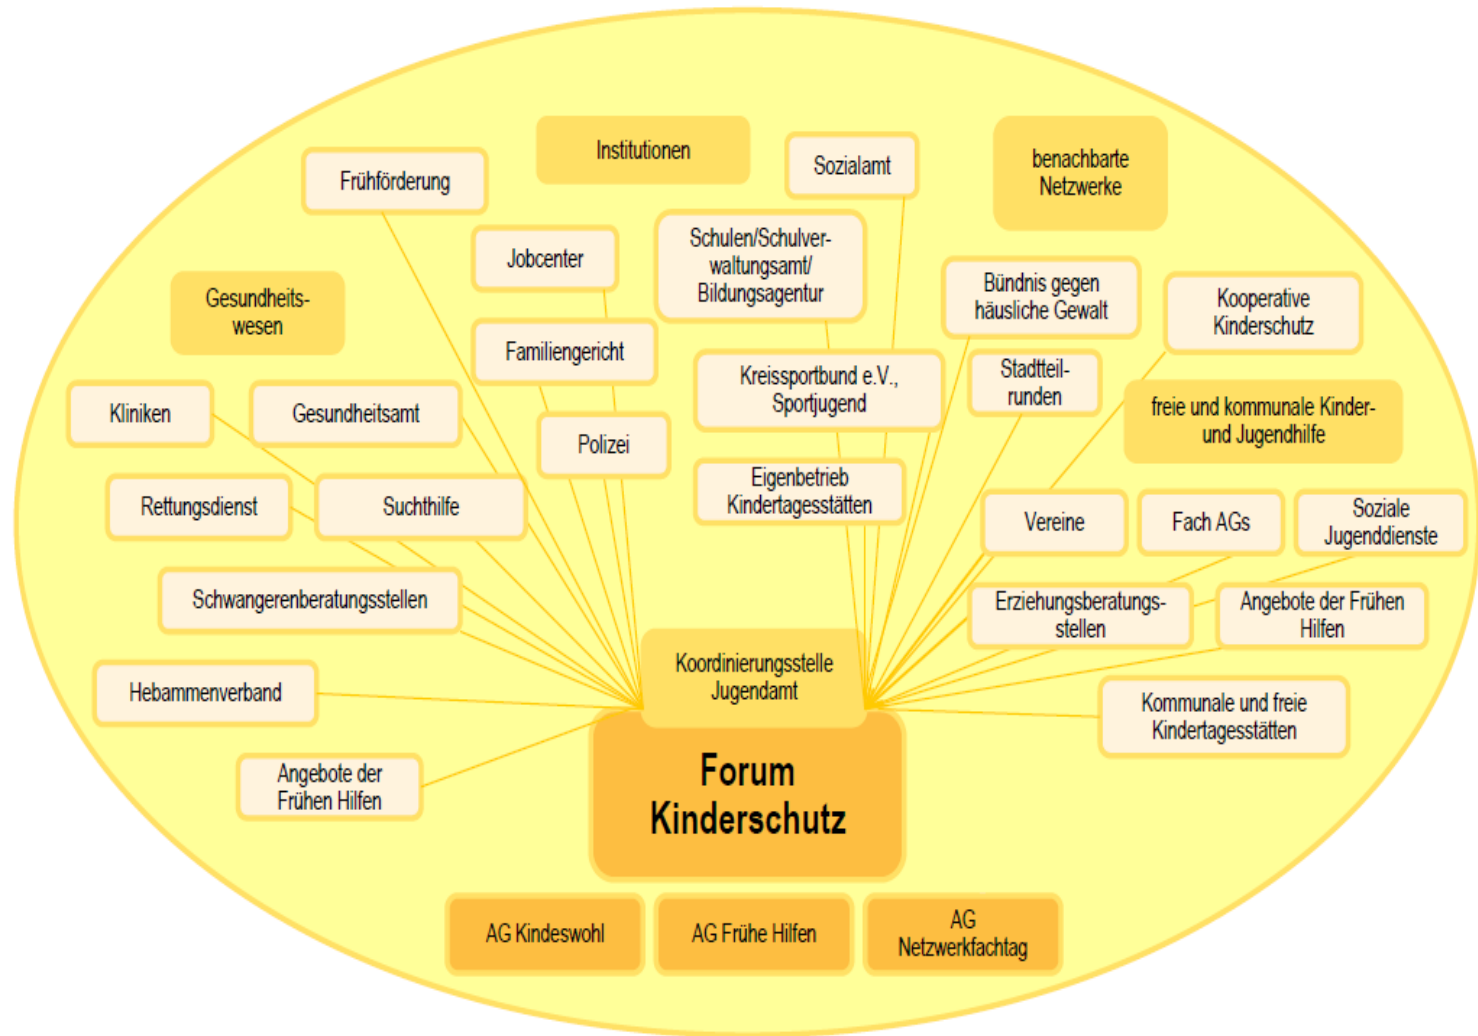 Institutionen
Sozialamt
benachbarte
Netzwerke
Frühförderung
Jobcenter
Schulen/Schulver-
waltungsamt/
Bildungsagentur
Bündnis gegen
häusliche Gewalt
Kooperative
Kinderschutz
Gesundheits-
wesen
Familiengericht
Kreissportbund e.V.,
Sportjugend
Stadtteil-
runden
Kliniken
Gesundheitsamt
freie und kommunale Kinder-
und Jugendhilfe
Polizei
Eigenbetrieb
Kindertagesstätten
Rettungsdienst
Suchthilfe
Vereine
Fach AGs
Soziale
Jugenddienste
Schwangerenberatungsstellen
Erziehungsberatungs-
stellen
Angebote der Frühen
Hilfen
Koordinierungsstelle
Jugendamt
Hebammenverband
Kommunale und freie
Kindertagesstätten
Angebote der
Frühen Hilfen
Forum
Kinderschutz
AG Kindeswohl
AG Frühe Hilfen
AG
Netzwerkfachtag